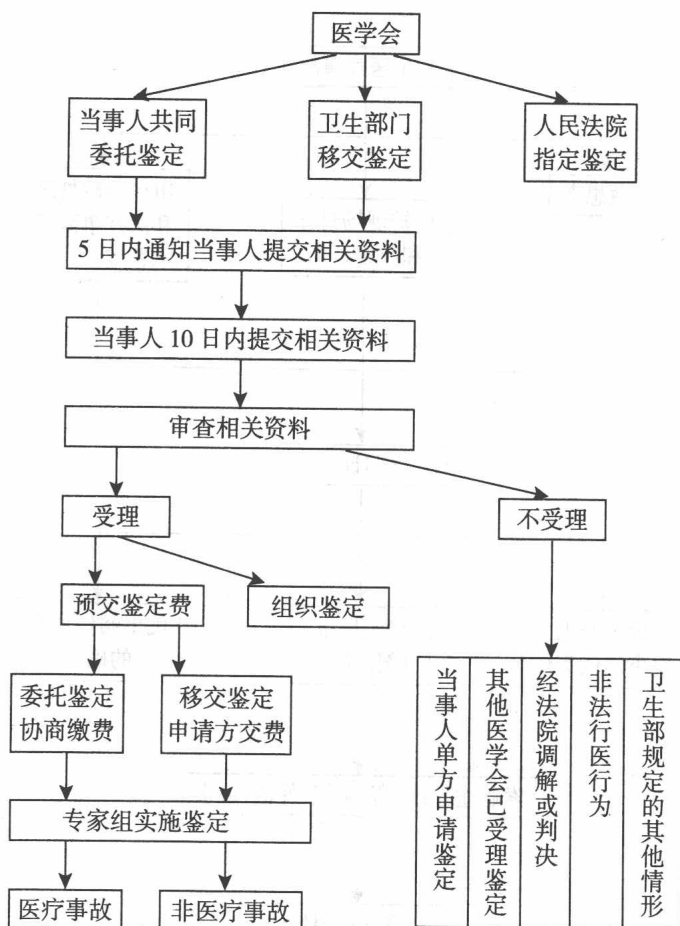 医学会
当事人共同
委托鉴定
卫生部门
移交鉴定
人民法院
指定鉴定
5日内通知当事人提交相关资料
当事人10日内提交相关资料
审查相关资料
受理
不受理
预交鉴定费
组织鉴定
委托鉴定
协商缴费
移交鉴定
申请方交费
专家组实施鉴定
医疗事故
非医疗事故
当事人单方申请鉴定
其他医学会已受理鉴定
经法院调解或判决
非法行医行为
卫生部规定的其他情形